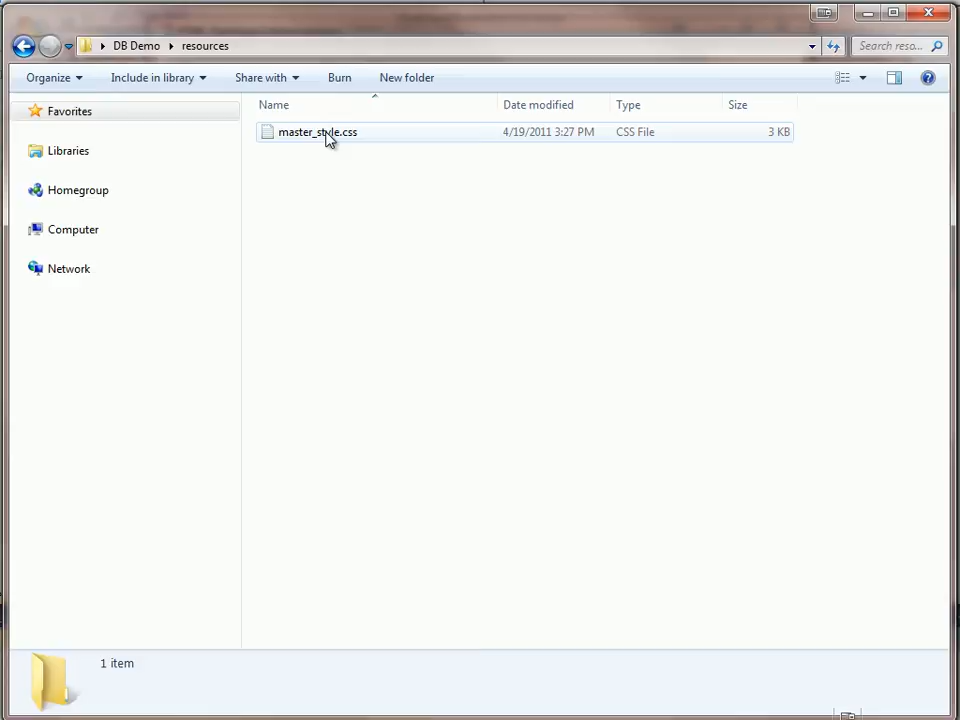 DB Demo ▸ resources
Search reso...
Organize Include in library Share with Burn New folder
Favorites
Libraries
Homegroup
Computer
Network
Name Date modified Type Size
master_style.css 4/19/2011 3:27 PM CSS File 3 KB
1 item